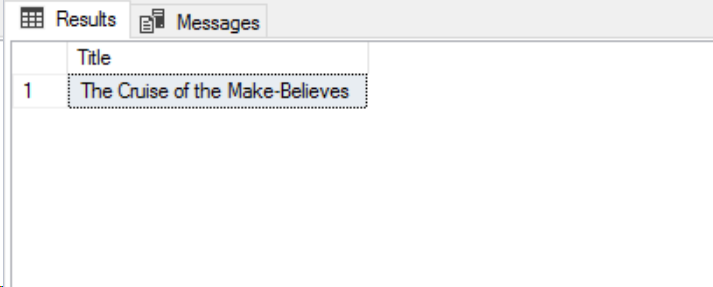 Results Messages
Title
1 The Cruise of the Make-Believes